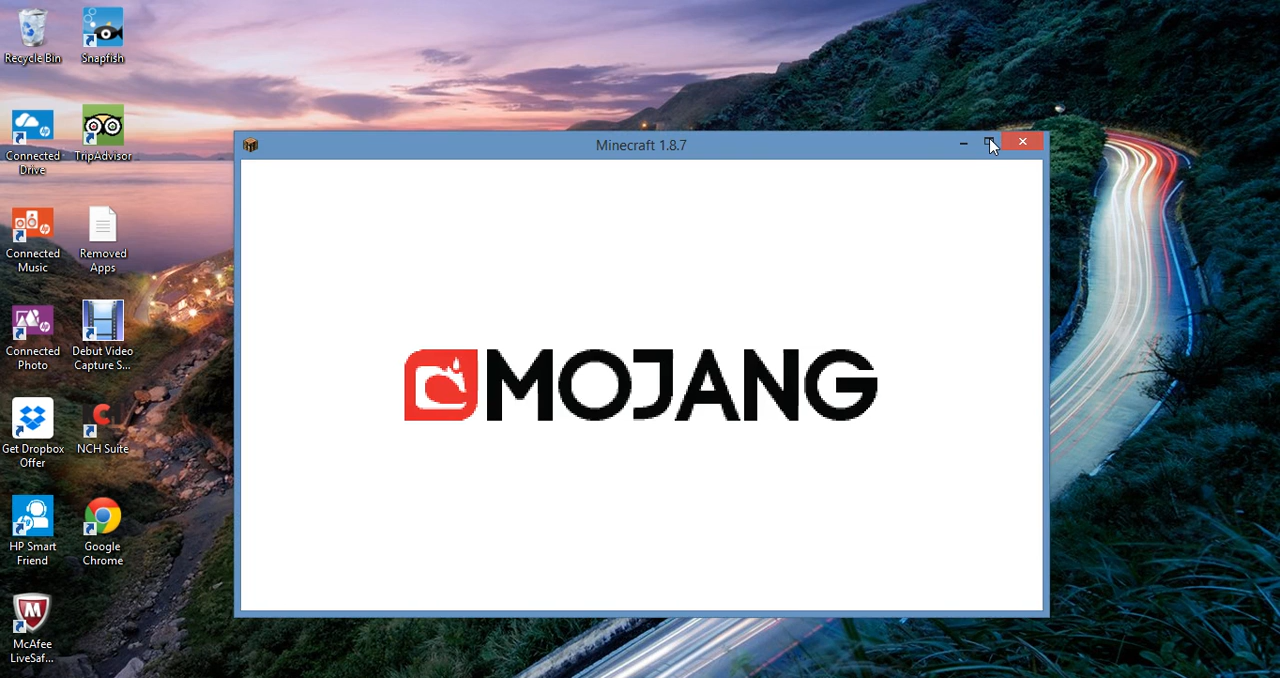 Recycle Bin
Snapfish
Connected
Drive
TripAdvisor
Connected
Music
Removed
Apps
Connected
Photo
Debut Video
Capture S...
Get Dropbox
Offer
NCH Suite
HP Smart
Friend
Google
Chrome
McAfee
LiveSaf...
Minecraft 1.8.7
MOJANG